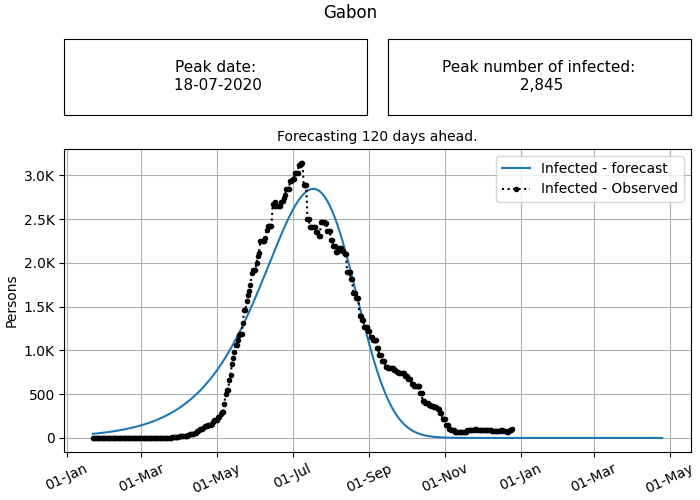 Gabon
Peak date:
18-07-2020
Peak number of infected:
2,845
Forecasting 120 days ahead.
Infected - forecast
Infected - Observed
Persons
3.0K
2.5K
2.0K
1.5K
1.0K
500
0
01-Jan
01-Mar
01-May
01-Jul
01-Sep
01-Nov
01-Jan
01-Mar
01-May